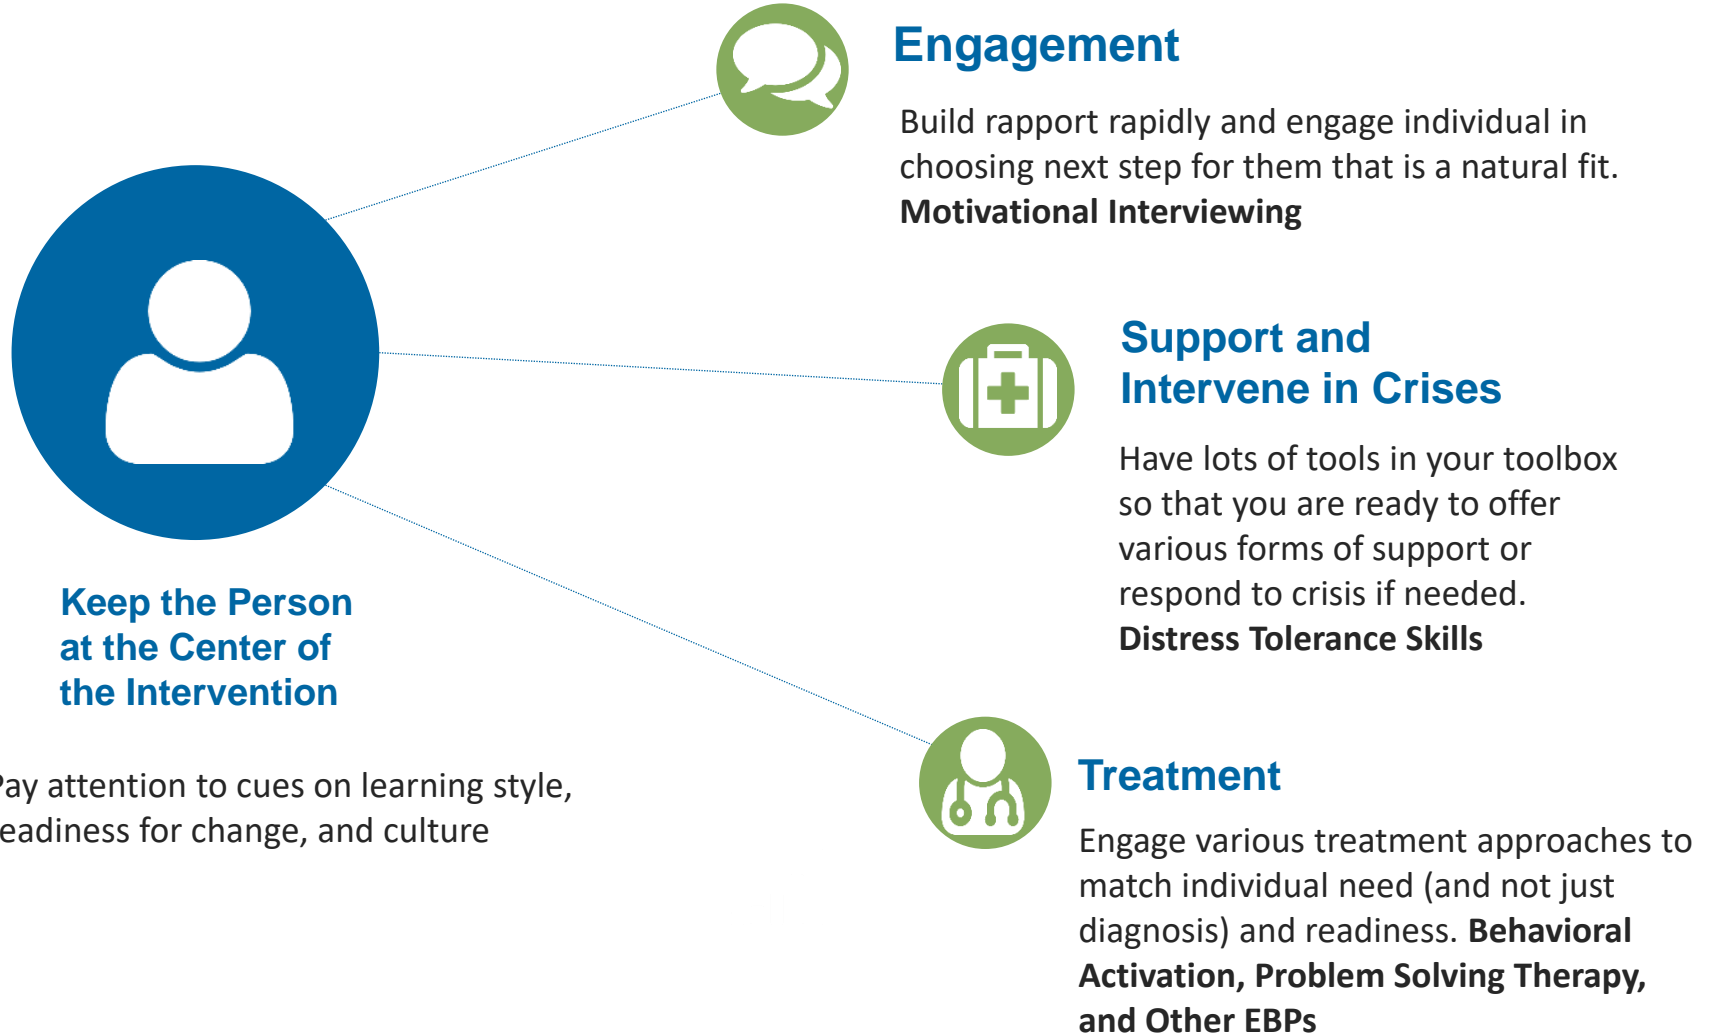 Engagement
Build rapport rapidly and engage individual in
choosing next step for them that is a natural fit.
Motivational Interviewing
Support and
Intervene in Crises
Have lots of tools in your toolbox
so that you are ready to offer
various forms of support or
respond to crisis if needed.
Distress Tolerance Skills
Keep the Person
at the Center of
the Intervention
Pay attention to cues on learning style,
readiness for change, and culture
Treatment
Engage various treatment approaches to
match individual need (and not just
diagnosis) and readiness. Behavioral
Activation, Problem Solving Therapy,
and Other EBPs